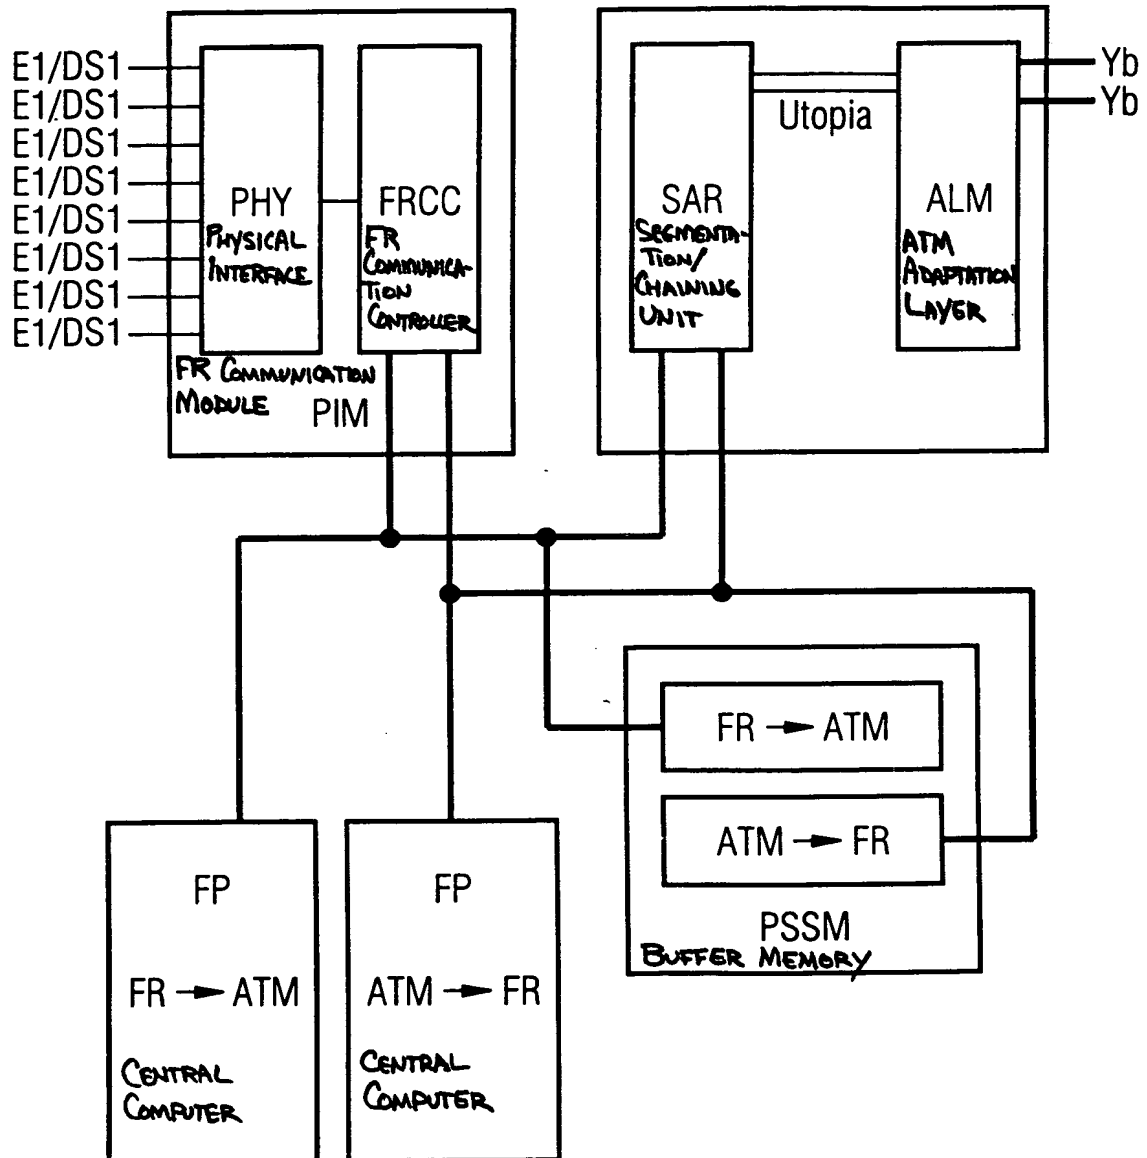 E1/DS1
E1/DS1
E1/DS1
E1/DS1
E1/DS1
E1/DS1
E1/DS1
E1/DS1
PHY
PHYSICAL
INTERFACE
FRCC
FR
COMMUNICA-
TION
CONTROLLER
FR COMMUNICATION
MODULE
PIM
SAR
SEGMENTA-
TION/
CHAINING
UNIT
Utopia
ALM
ATM
ADAPTATION
LAYER
Yb
Yb
FR → ATM
ATM → FR
PSSM
BUFFER MEMORY
FP
FR → ATM
CENTRAL
COMPUTER
FP
ATM → FR
CENTRAL
COMPUTER